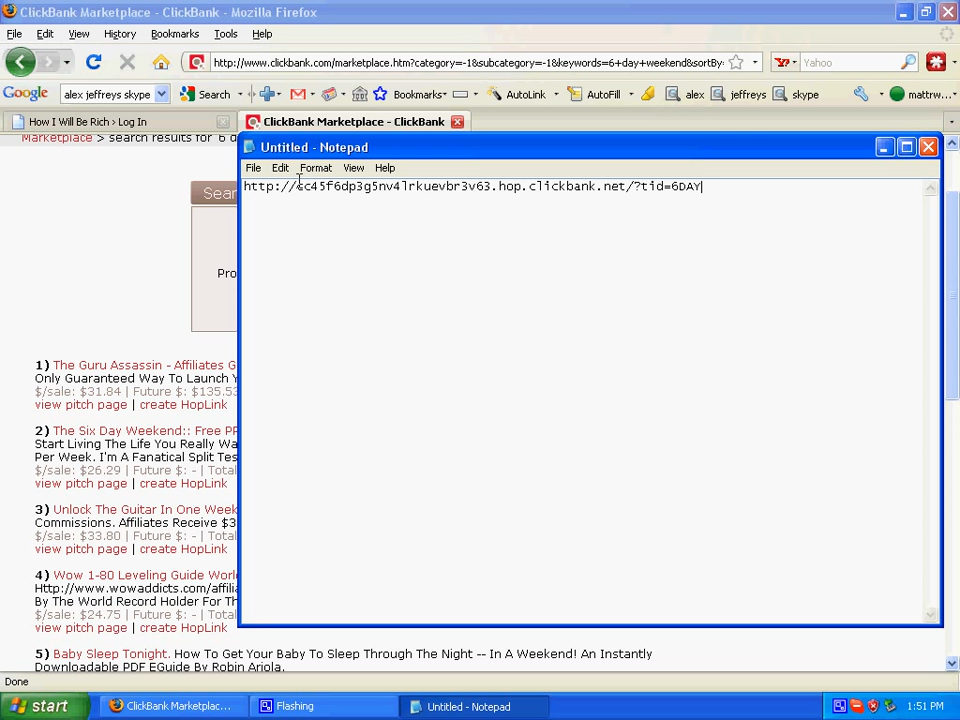 ClickBank Marketplace - ClickBank - Mozilla Firefox
File Edit View History Bookmarks Tools Help
http://www.clickbank.com/marketplace.htm?category=-1&subcategory=-1&keywords=6+day+weekend&sortBy
Yahoo
Google alex jeffreys skype Search Bookmarks AutoLink AutoFill alex jeffreys skype mattrw
How I Will Be Rich › Log In
ClickBank Marketplace - ClickBank
Marketplace > search results for '6 d
Untitled - Notepad
File Edit Format View Help
http://cc45f6dp3g5nv4lrkuevbr3v63.hop.clickbank.net/?tid=6DAY
Sear
Pro
1) The Guru Assassin - Affiliates G
Only Guaranteed Way To Launch Y
$/sale: $31.84 | Future $: $135.53
view pitch page | create HopLink
2) The Six Day Weekend:: Free PR
Start Living The Life You Really Wa
Per Week. I'm A Fanatical Split Tes
$/sale: $26.29 | Future $: - | Total
view pitch page | create HopLink
3) Unlock The Guitar In One Week
Commissions. Affiliates Receive $3
$/sale: $33.80 | Future $: - | Total
view pitch page | create HopLink
4) Wow 1-80 Leveling Guide World
Http://www.wowaddicts.com/affilia
By The World Record Holder For Th
$/sale: $24.75 | Future $: - | Total
view pitch page | create HopLink
5) Baby Sleep Tonight. How To Get Your Baby To Sleep Through The Night -- In A Weekend! An Instantly
Downloadable PDF EGuide By Robin Ariola.
Done
start ClickBank Marketplac... Flashing Untitled - Notepad 1:51 PM